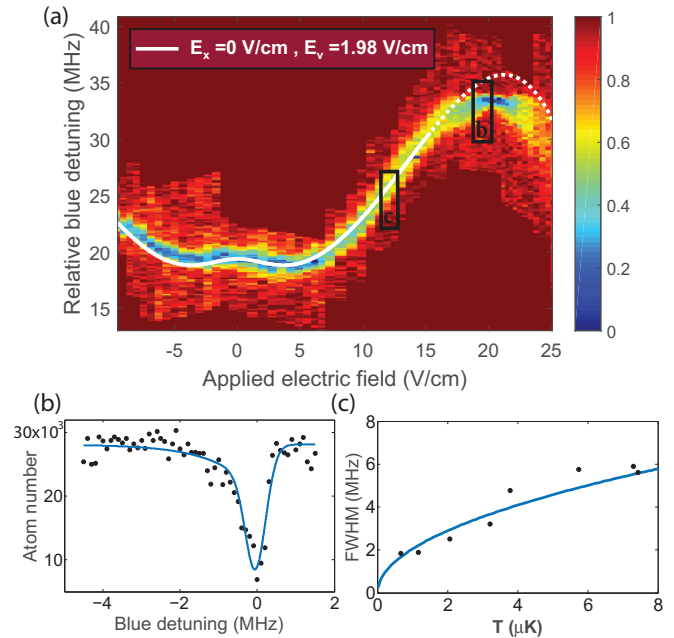 (a)
E_x =0 V/cm , E_v =1.98 V/cm
Relative blue detuning (MHz)
40
35
30
25
20
15
b
c
-5 0 5 10 15 20 25
Applied electric field (V/cm)
1
0.8
0.6
0.4
0.2
0
(b)
30x10³
20
10
Atom number
−4 −2 0 2
Blue detuning (MHz)
(c)
8
6
4
2
0
FWHM (MHz)
0 2 4 6 8
T (μK)